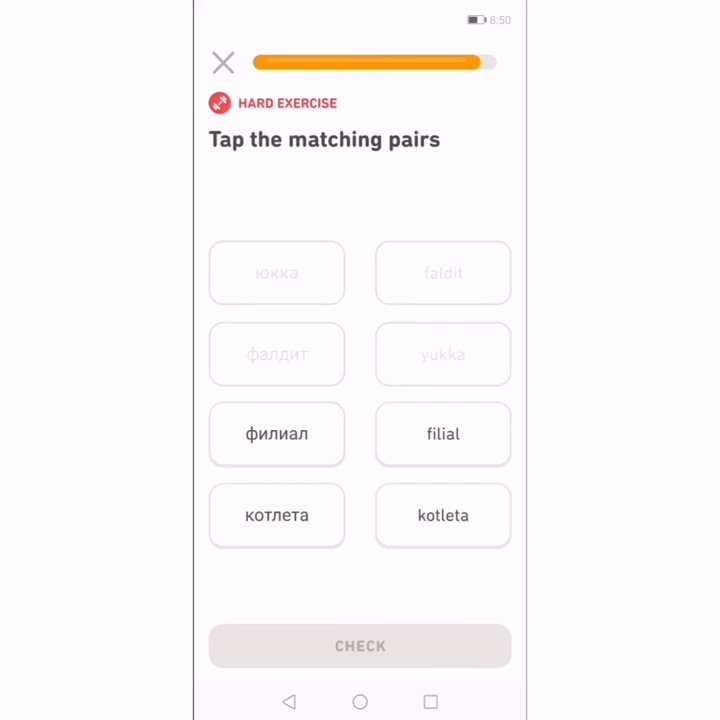 8:50
HARD EXERCISE
Tap the matching pairs
юкка faldit
фалдит yukka
филиал filial
котлета kotleta
CHECK